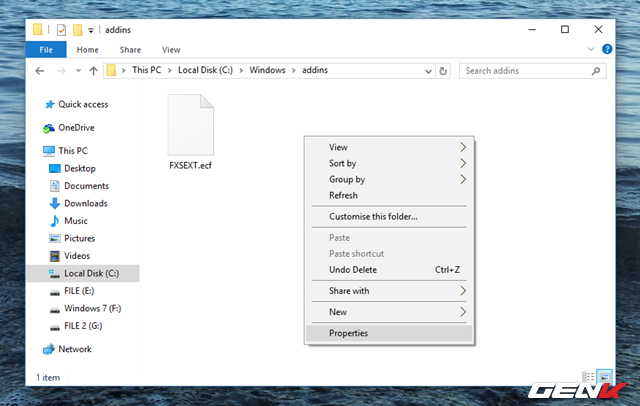 addins
File Home Share View
This PC Local Disk (C:) Windows addins
Search addins
Quick access
OneDrive
This PC
Desktop
Documents
Downloads
Music
Pictures
Videos
Local Disk (C:)
FILE (E:)
Windows 7 (F:)
FILE 2 (G:)
Network
FXSEXT.ecf
View
Sort by
Group by
Refresh
Customise this folder...
Paste
Paste shortcut
Undo Delete Ctrl+Z
Share with
New
Properties
1 item
GENK